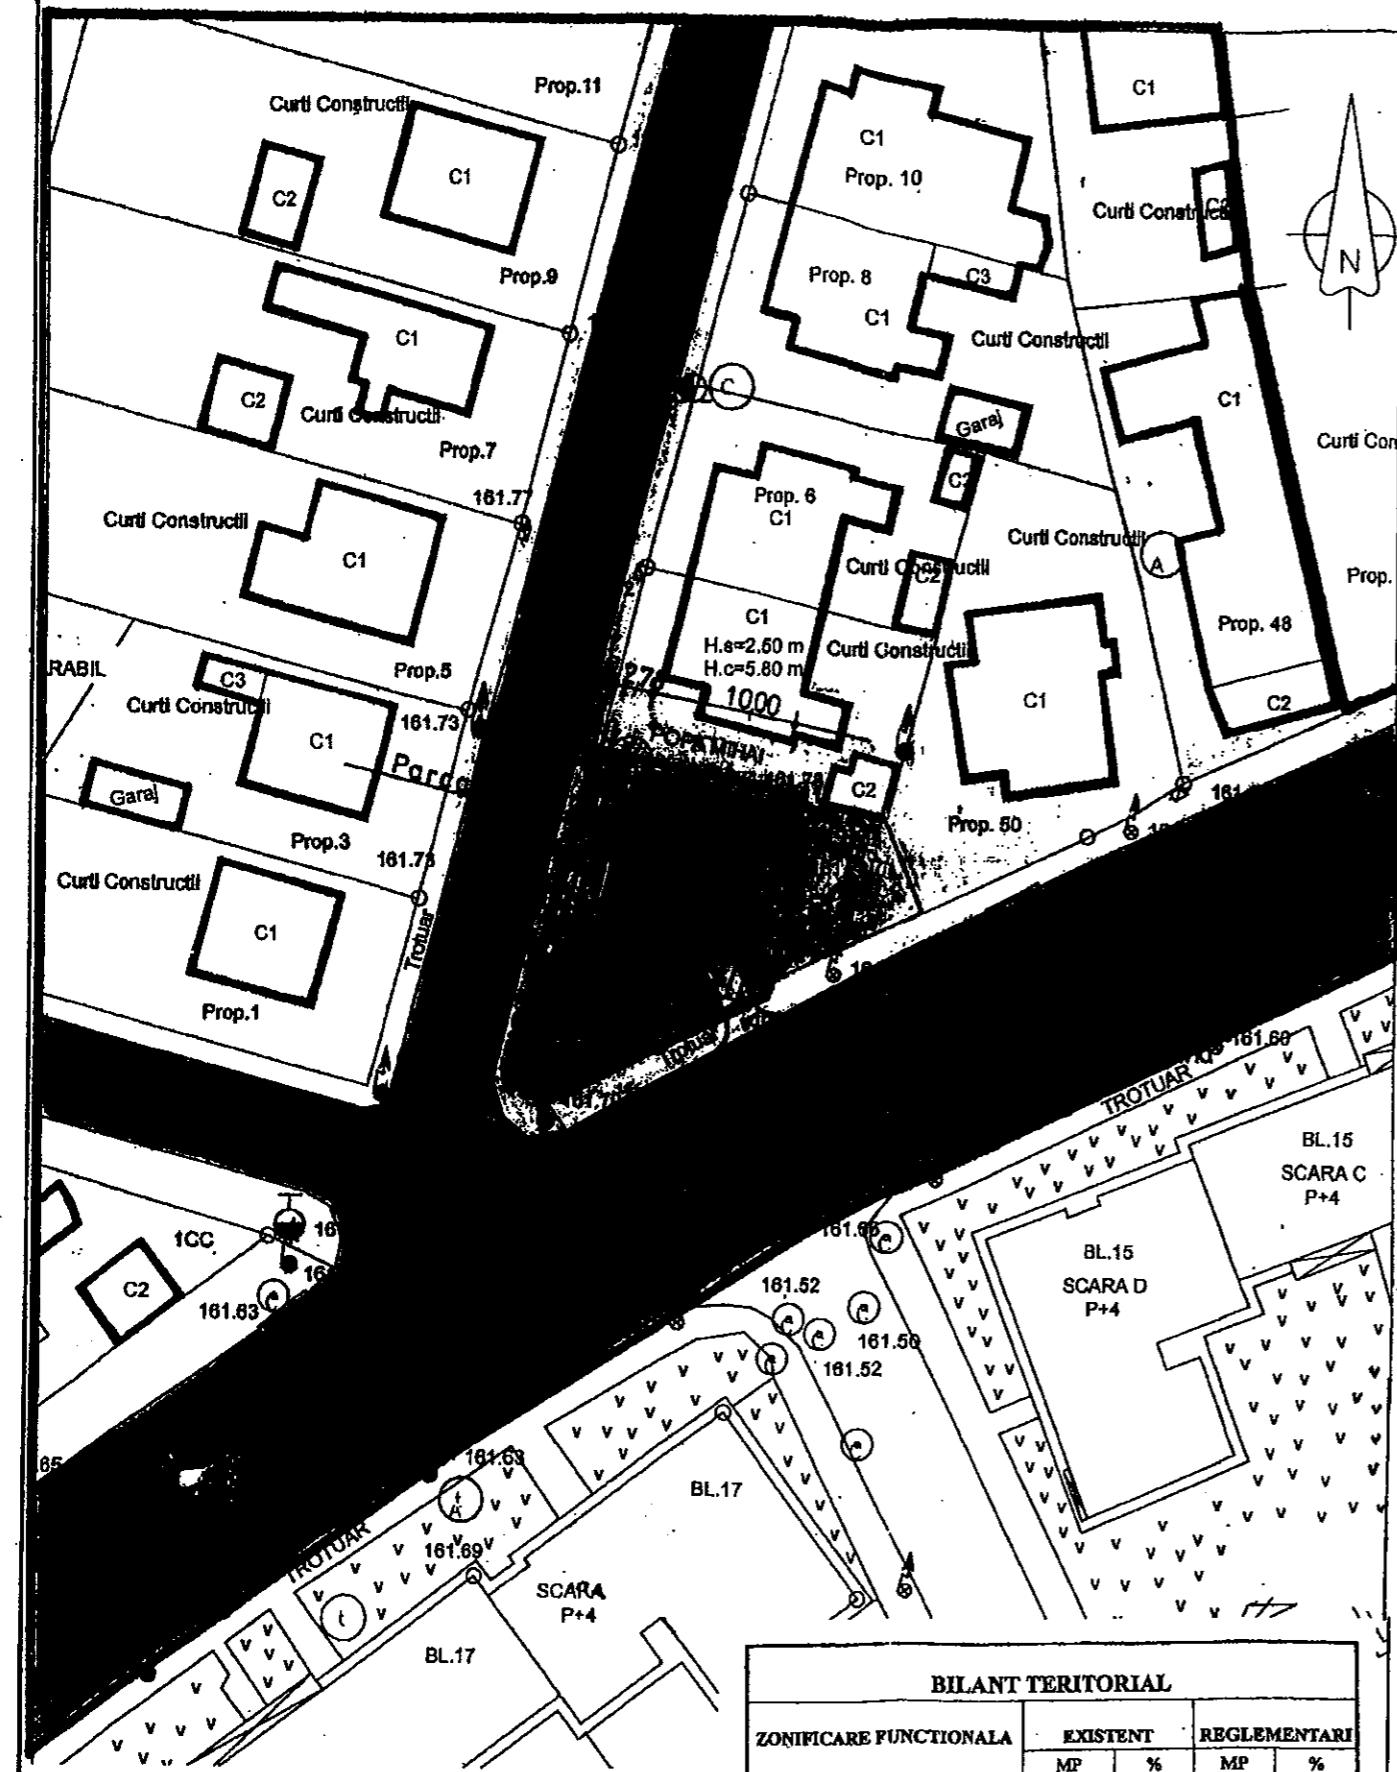 Prop.11
Curti Constructii
C1
C2
Prop.9
C1
C2
Curti Constructii
Prop.7
161.77
Curti Constructii
C1
Prop.5
RABIL
C3
Curti Constructii
161.73
C1
Garaj
Prop.3
161.73
Curti Constructii
C1
Trotuar
Prop.1
C1
Prop. 10
C1
Curti Constructii
N
Prop. 8
C3
C1
Curti Constructii
C1
C
Garaj
Curti Con
Prop. 6
C1
Curti Constructii
A
Curti Constructii
C2
Prop.
C1
H.s=2.50 m
H.c=5.80 m
Curti Constructii
Prop. 48
1000
C1
C2
POPA MIHAI
C2
Prop. 50
Trotuar
161.60
TROTUAR
BL.15
SCARA C
P+4
1CC
C2
161.63
BL.15
SCARA D
P+4
161.52
161.50
161.52
161.63
BL.17
TROTUAR
161.69
SCARA
P+4
BL.17
BILANT TERITORIAL
ZONIFICARE FUNCTIONALA EXISTENT REGLEMENTARI
MP % MP %